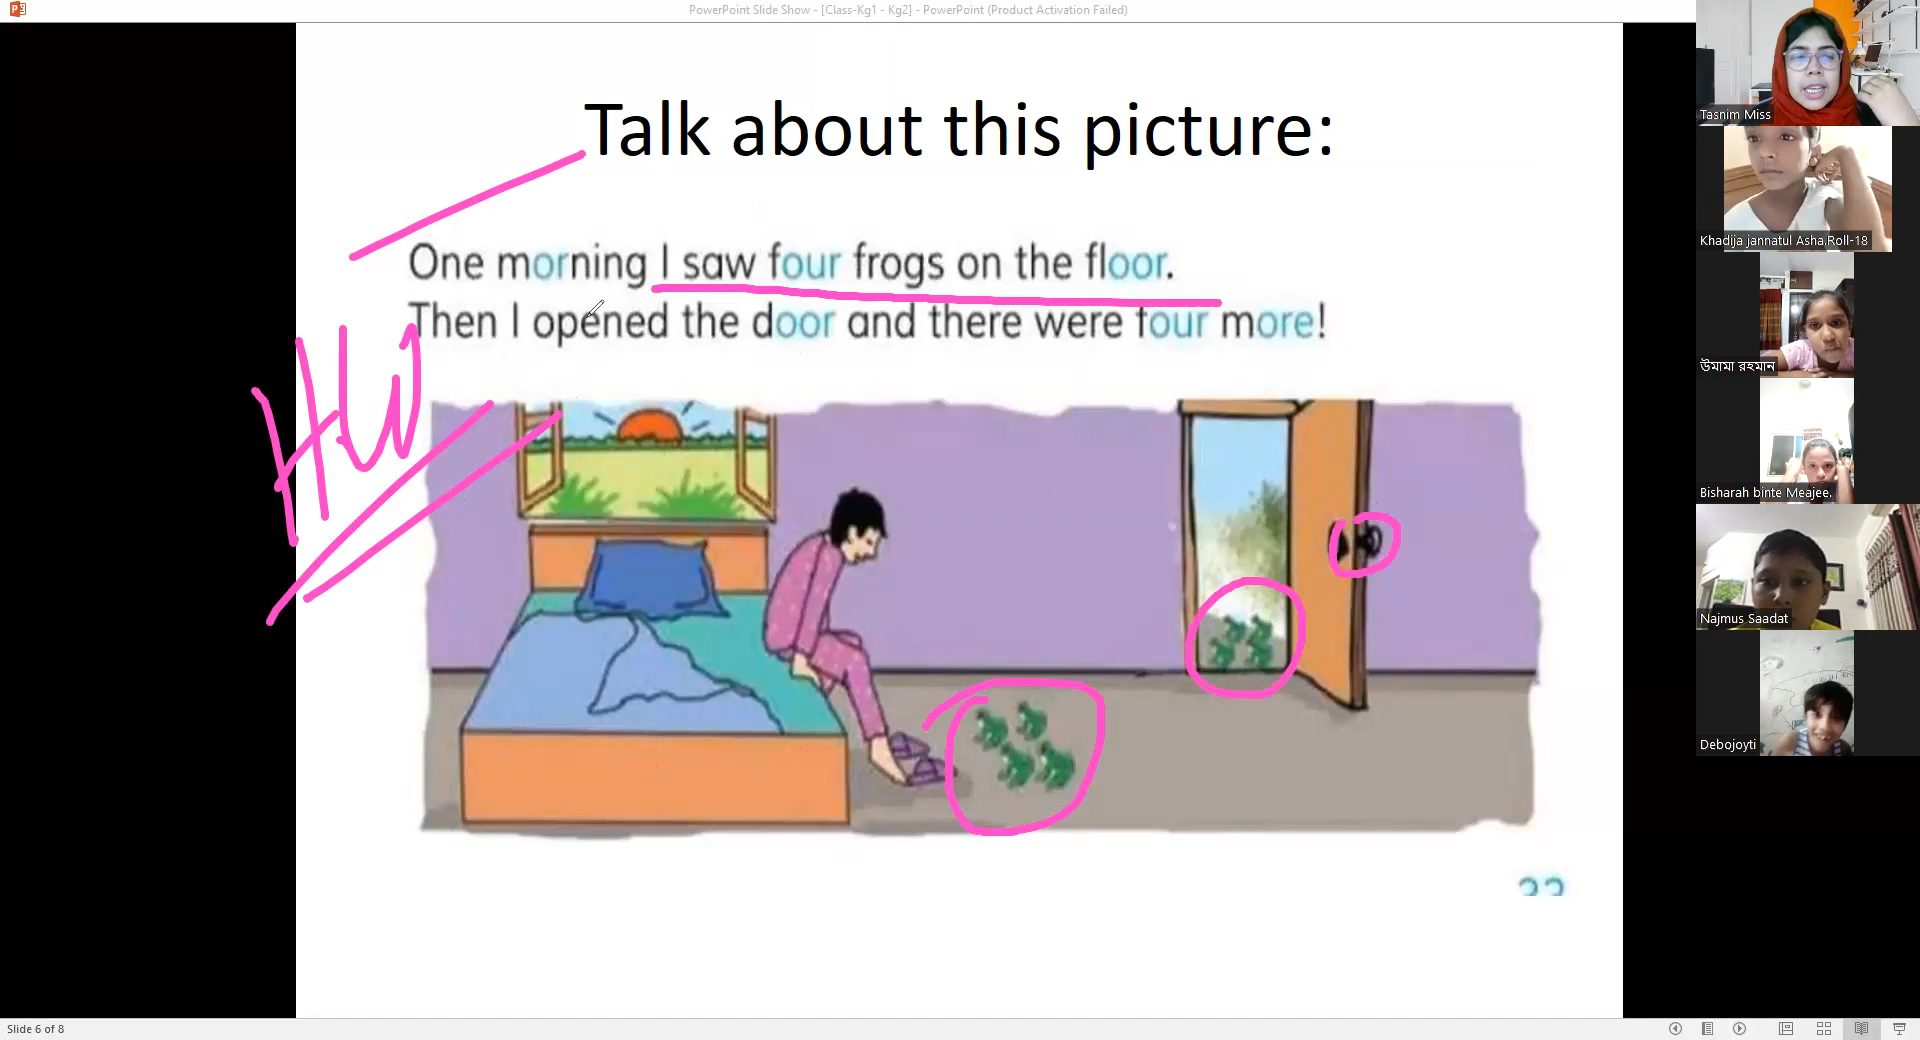 PowerPoint Slide Show - [Class-Kg1 - Kg2] - PowerPoint (Product Activation Failed)
Talk about this picture:
One morning I saw four frogs on the floor.
Then I opened the door and there were four more!
HW
33
Tasnim Miss
Khadija jannatul Asha.Roll-18
উমামা রহমান
Bisharah binte Meajee.
Najmus Saadat
Debojoyti
Slide 6 of 8